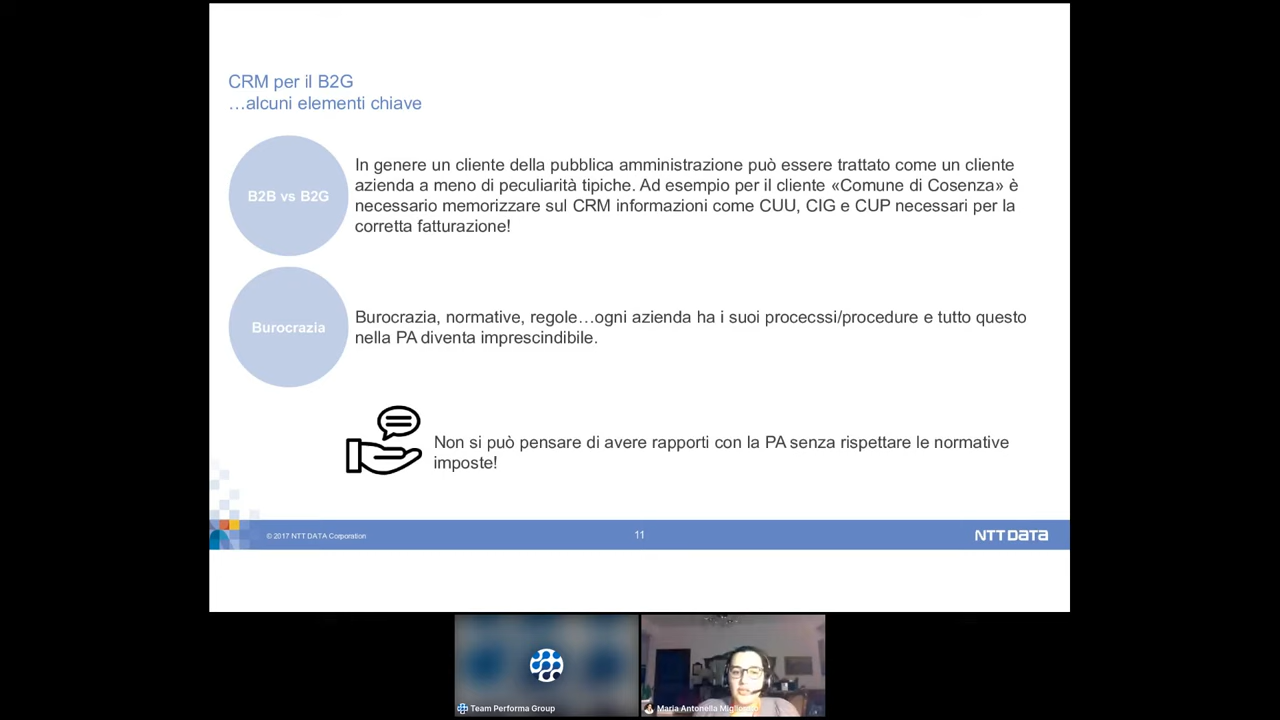 CRM per il B2G
…alcuni elementi chiave
B2B vs B2G
In genere un cliente della pubblica amministrazione può essere trattato come un cliente
azienda a meno di peculiarità tipiche. Ad esempio per il cliente «Comune di Cosenza» è
necessario memorizzare sul CRM informazioni come CUU, CIG e CUP necessari per la
corretta fatturazione!
Burocrazia
Burocrazia, normative, regole…ogni azienda ha i suoi procecssi/procedure e tutto questo
nella PA diventa imprescindibile.
Non si può pensare di avere rapporti con la PA senza rispettare le normative
imposte!
© 2017 NTT DATA Corporation
11
NTT DATA
Team Performa Group
Maria Antonella